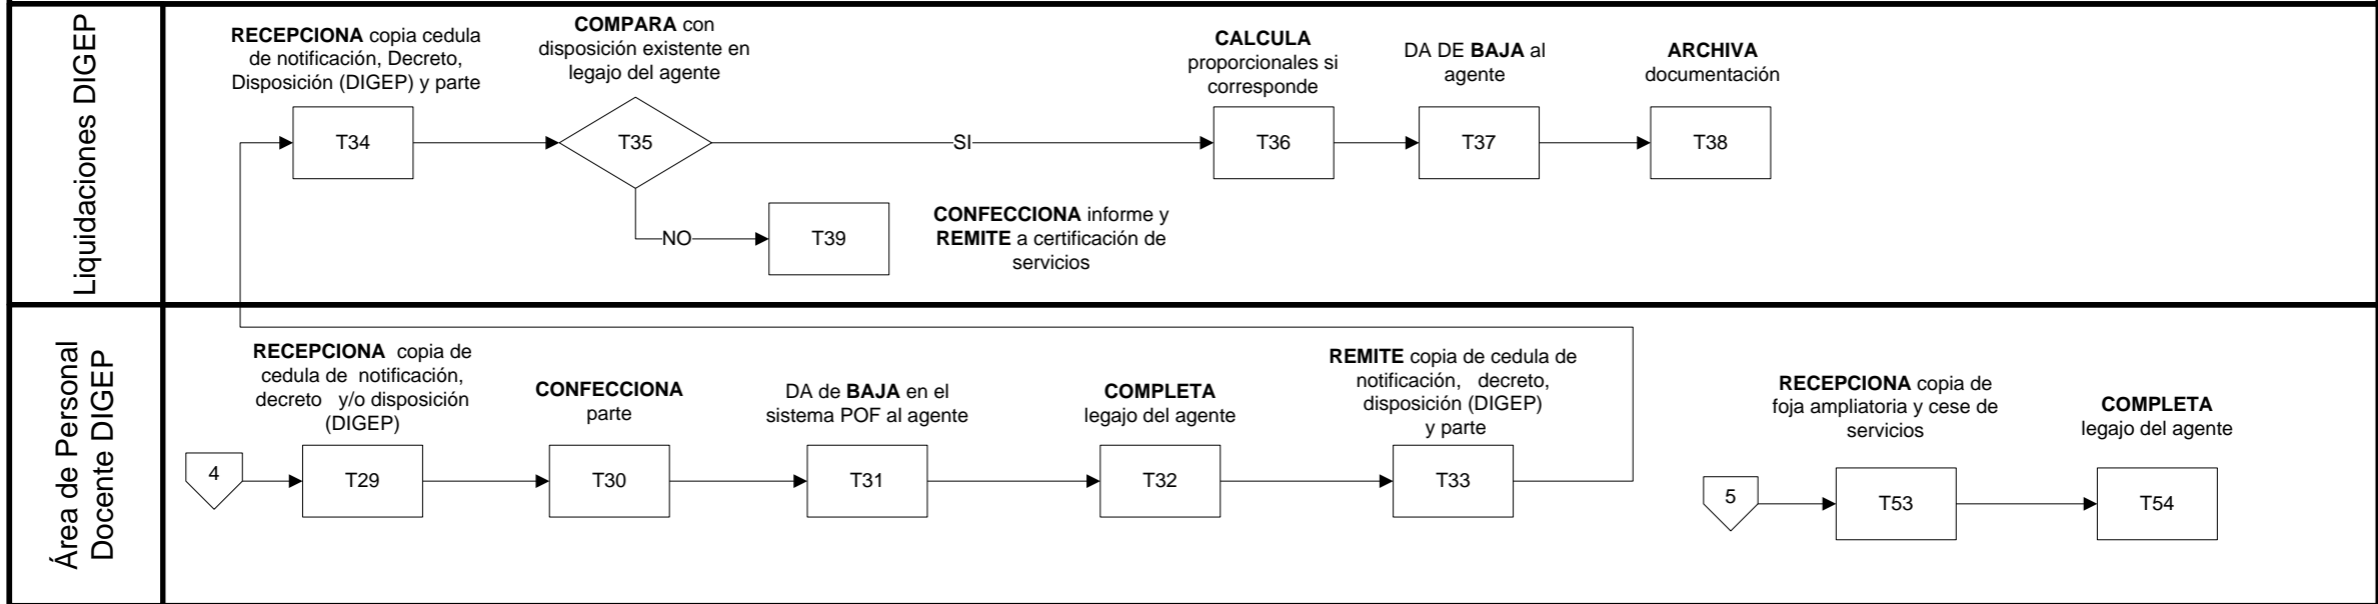 Liquidaciones DIGEP
RECEPCIONA copia cedula
de notificación, Decreto,
Disposición (DIGEP) y parte
T34
COMPARA con
disposición existente en
legajo del agente
T35
SI
CALCULA
proporcionales si
corresponde
T36
DA DE BAJA al
agente
T37
ARCHIVA
documentación
T38
NO
T39
CONFECCIONA informe y
REMITE a certificación de
servicios
Área de Personal
Docente DIGEP
4
RECEPCIONA copia de
cedula de notificación,
decreto y/o disposición
(DIGEP)
T29
CONFECCIONA
parte
T30
DA de BAJA en el
sistema POF al agente
T31
COMPLETA
legajo del agente
T32
REMITE copia de cedula de
notificación, decreto,
disposición (DIGEP)
y parte
T33
5
RECEPCIONA copia de
foja ampliatoria y cese de
servicios
T53
COMPLETA
legajo del agente
T54